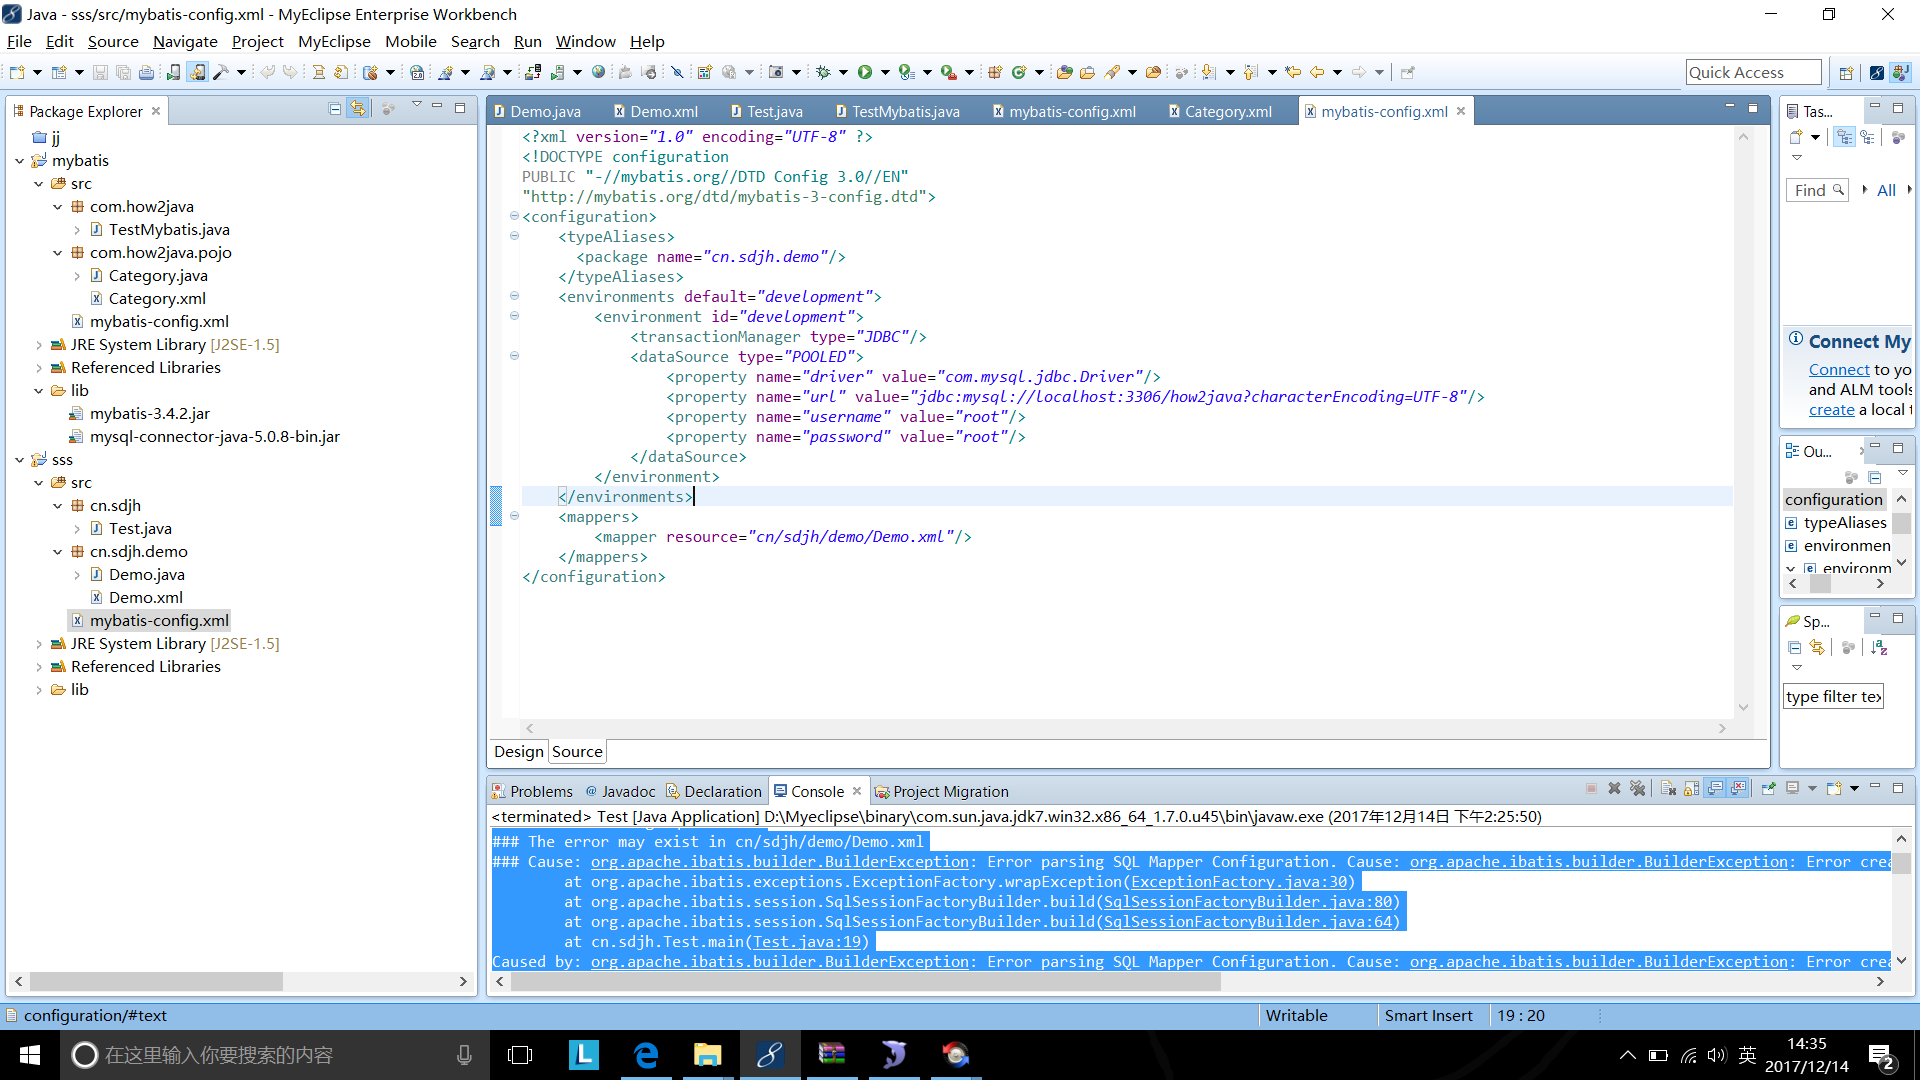 Java - sss/src/mybatis-config.xml - MyEclipse Enterprise Workbench
File Edit Source Navigate Project MyEclipse Mobile Search Run Window Help
Quick Access
Package Explorer
jj
mybatis
src
com.how2java
TestMybatis.java
com.how2java.pojo
Category.java
Category.xml
mybatis-config.xml
JRE System Library [J2SE-1.5]
Referenced Libraries
lib
mybatis-3.4.2.jar
mysql-connector-java-5.0.8-bin.jar
sss
src
cn.sdjh
Test.java
cn.sdjh.demo
Demo.java
Demo.xml
mybatis-config.xml
JRE System Library [J2SE-1.5]
Referenced Libraries
lib
Demo.java Demo.xml Test.java TestMybatis.java mybatis-config.xml Category.xml mybatis-config.xml
<?xml version="1.0" encoding="UTF-8" ?>
<!DOCTYPE configuration
PUBLIC "-//mybatis.org//DTD Config 3.0//EN"
"http://mybatis.org/dtd/mybatis-3-config.dtd">
<configuration>
<typeAliases>
<package name="cn.sdjh.demo"/>
</typeAliases>
<environments default="development">
<environment id="development">
<transactionManager type="JDBC"/>
<dataSource type="POOLED">
<property name="driver" value="com.mysql.jdbc.Driver"/>
<property name="url" value="jdbc:mysql://localhost:3306/how2java?characterEncoding=UTF-8"/>
<property name="username" value="root"/>
<property name="password" value="root"/>
</dataSource>
</environment>
</environments>
<mappers>
<mapper resource="cn/sdjh/demo/Demo.xml"/>
</mappers>
</configuration>
Design Source
Tas...
Find All
Connect My
Connect to yo
and ALM tools
create a local t
Ou...
configuration
typeAliases
environmen
environm
Sp...
type filter tex
Problems @ Javadoc Declaration Console Project Migration
<terminated> Test [Java Application] D:\Myeclipse\binary\com.sun.java.jdk7.win32.x86_64_1.7.0.u45\bin\javaw.exe (2017年12月14日 下午2:25:50)
### The error may exist in cn/sdjh/demo/Demo.xml
### Cause: org.apache.ibatis.builder.BuilderException: Error parsing SQL Mapper Configuration. Cause: org.apache.ibatis.builder.BuilderException: Error crea
at org.apache.ibatis.exceptions.ExceptionFactory.wrapException(ExceptionFactory.java:30)
at org.apache.ibatis.session.SqlSessionFactoryBuilder.build(SqlSessionFactoryBuilder.java:80)
at org.apache.ibatis.session.SqlSessionFactoryBuilder.build(SqlSessionFactoryBuilder.java:64)
at cn.sdjh.Test.main(Test.java:19)
Caused by: org.apache.ibatis.builder.BuilderException: Error parsing SQL Mapper Configuration. Cause: org.apache.ibatis.builder.BuilderException: Error crea
configuration/#text Writable Smart Insert 19 : 20
在这里输入你要搜索的内容
L
英
14:35
2017/12/14
2